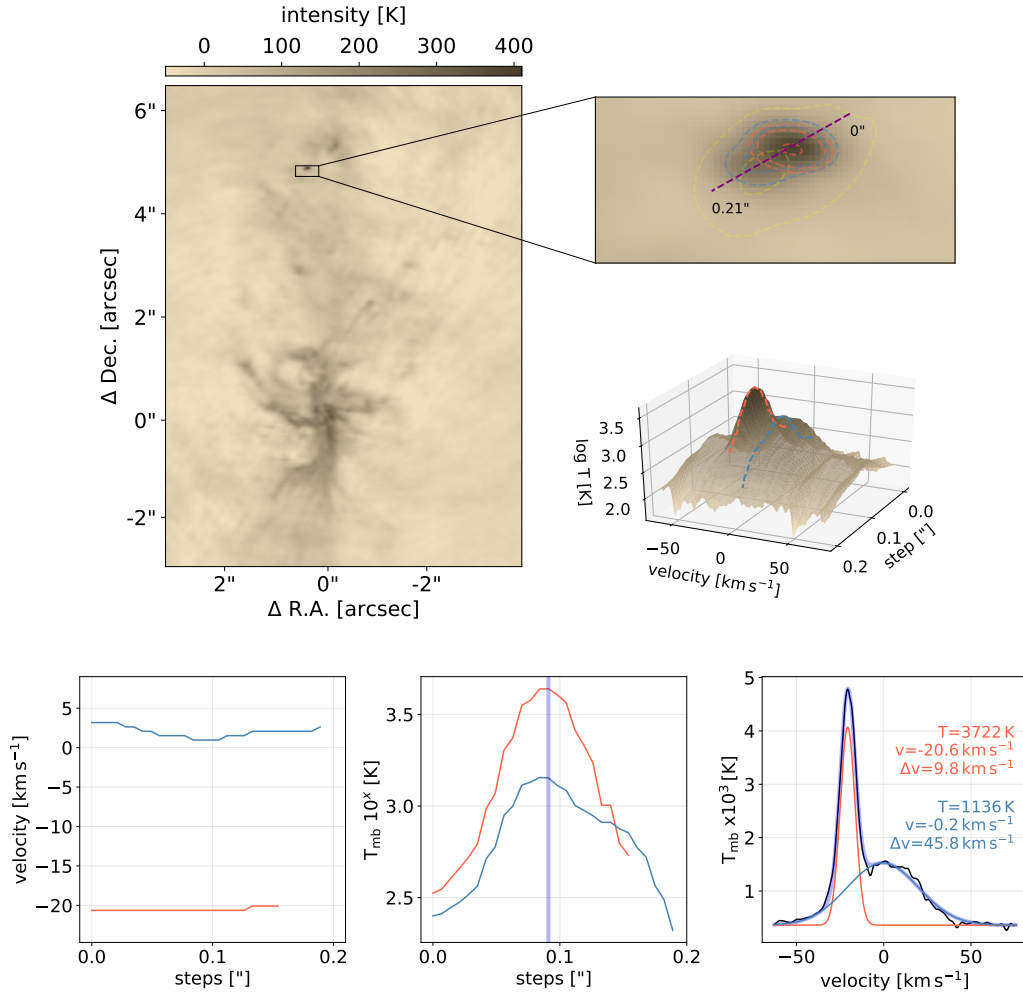 intensity [K]
0 100 200 300 400
6"
4"
2"
0"
-2"
Δ Dec. [arcsec]
2" 0" -2"
Δ R.A. [arcsec]
0"
0.21"
3.5
3.0
2.5
2.0
log T [K]
−50 0 50
velocity [km s⁻¹]
0.0
0.1
0.2
step ["]
5
0
−5
−10
−15
−20
velocity [km s⁻¹]
0.0 0.1 0.2
steps ["]
3.5
3.0
2.5
Tmb 10ˣ [K]
0.0 0.1 0.2
steps ["]
5
4
3
2
1
Tmb x10³ [K]
T=3722 K
v=-20.6 km s⁻¹
Δv=9.8 km s⁻¹
T=1136 K
v=-0.2 km s⁻¹
Δv=45.8 km s⁻¹
−50 0 50
velocity [km s⁻¹]